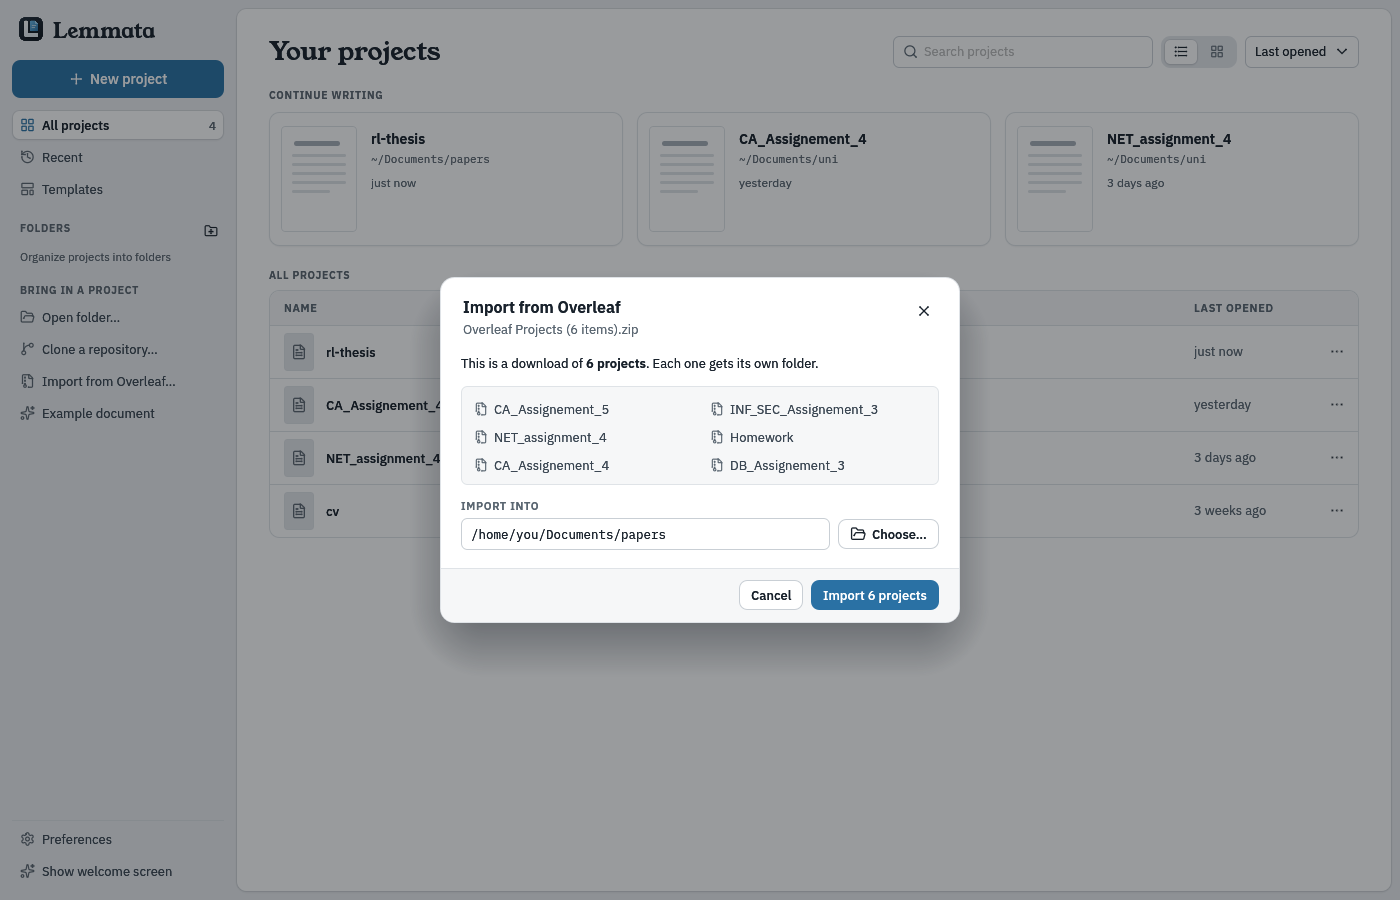 Lemmata
New project
All projects 4
Recent
Templates
FOLDERS
Organize projects into folders
BRING IN A PROJECT
Open folder...
Clone a repository...
Import from Overleaf...
Example document
Preferences
Show welcome screen
Your projects
Search projects
Last opened
CONTINUE WRITING
rl-thesis
~/Documents/papers
just now
CA_Assignement_4
~/Documents/uni
yesterday
NET_assignment_4
~/Documents/uni
3 days ago
ALL PROJECTS
NAME LAST OPENED
rl-thesis just now
CA_Assignement_4 yesterday
NET_assignment_4 3 days ago
cv 3 weeks ago
Import from Overleaf
Overleaf Projects (6 items).zip
This is a download of 6 projects. Each one gets its own folder.
CA_Assignement_5 INF_SEC_Assignement_3
NET_assignment_4 Homework
CA_Assignement_4 DB_Assignement_3
IMPORT INTO
/home/you/Documents/papers Choose...
Cancel Import 6 projects